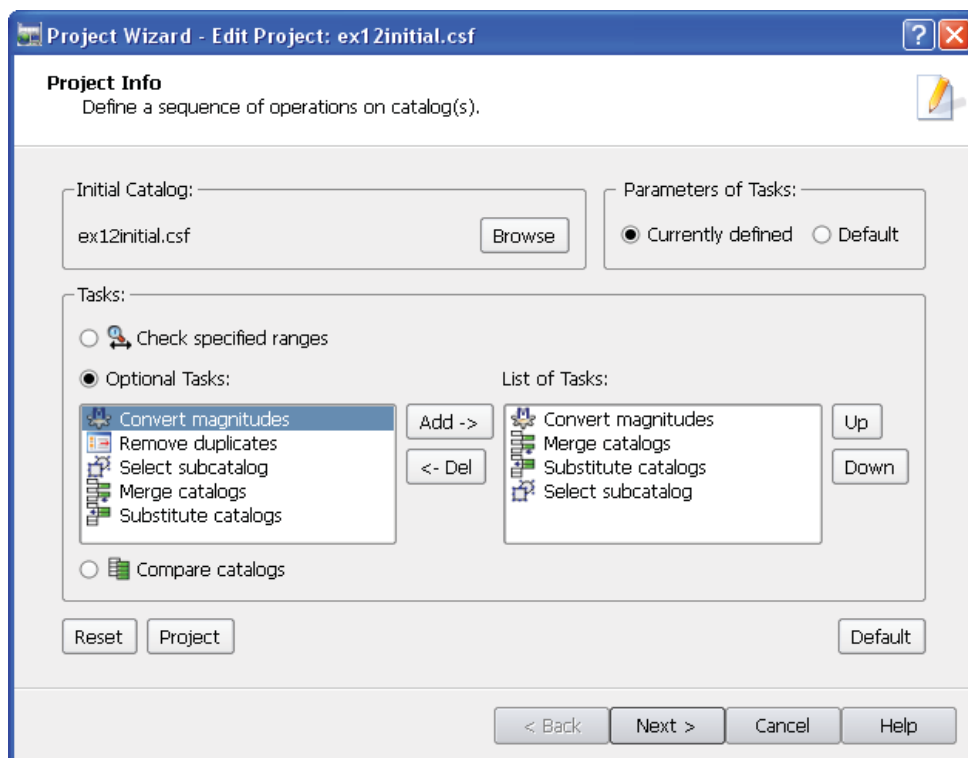 Project Wizard - Edit Project: ex12initial.csf
Project Info
Define a sequence of operations on catalog(s).
Initial Catalog:
ex12initial.csf
Browse
Parameters of Tasks:
Currently defined
Default
Tasks:
Check specified ranges
Optional Tasks:
Convert magnitudes
Remove duplicates
Select subcatalog
Merge catalogs
Substitute catalogs
Add ->
<- Del
List of Tasks:
Convert magnitudes
Merge catalogs
Substitute catalogs
Select subcatalog
Up
Down
Compare catalogs
Reset
Project
Default
< Back
Next >
Cancel
Help